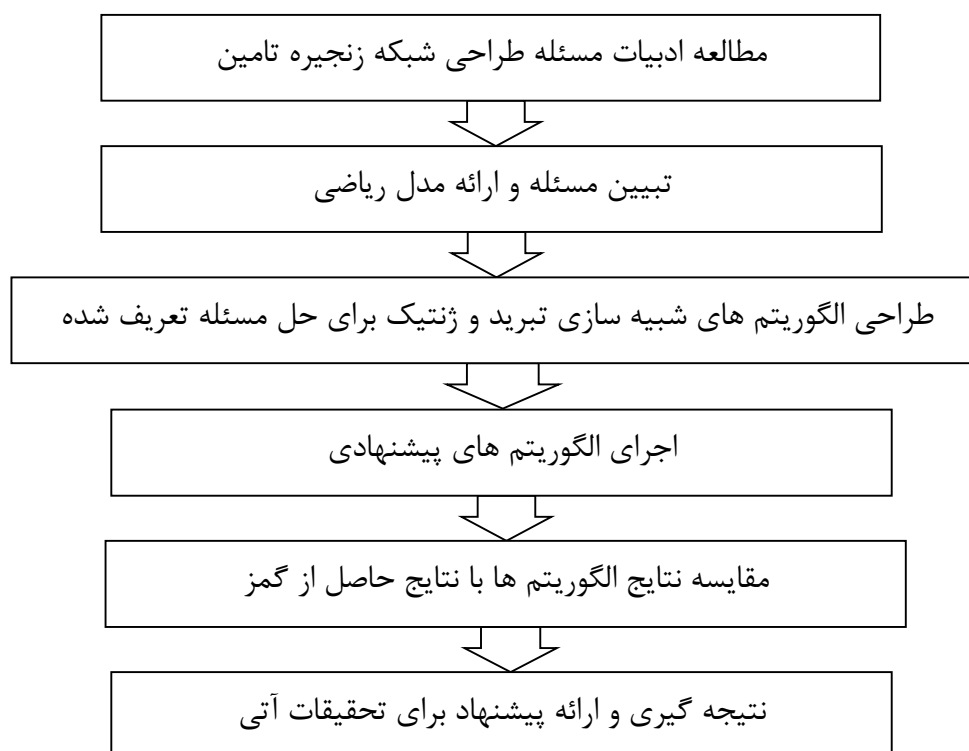 مطالعه ادبیات مسئله طراحی شبکه زنجیره تامین
تبیین مسئله و ارائه مدل ریاضی
طراحی الگوریتم های شبیه سازی تبرید و ژنتیک برای حل مسئله تعریف شده
اجرای الگوریتم های پیشنهادی
مقایسه نتایج الگوریتم ها با نتایج حاصل از گمز
نتیجه گیری و ارائه پیشنهاد برای تحقیقات آتی